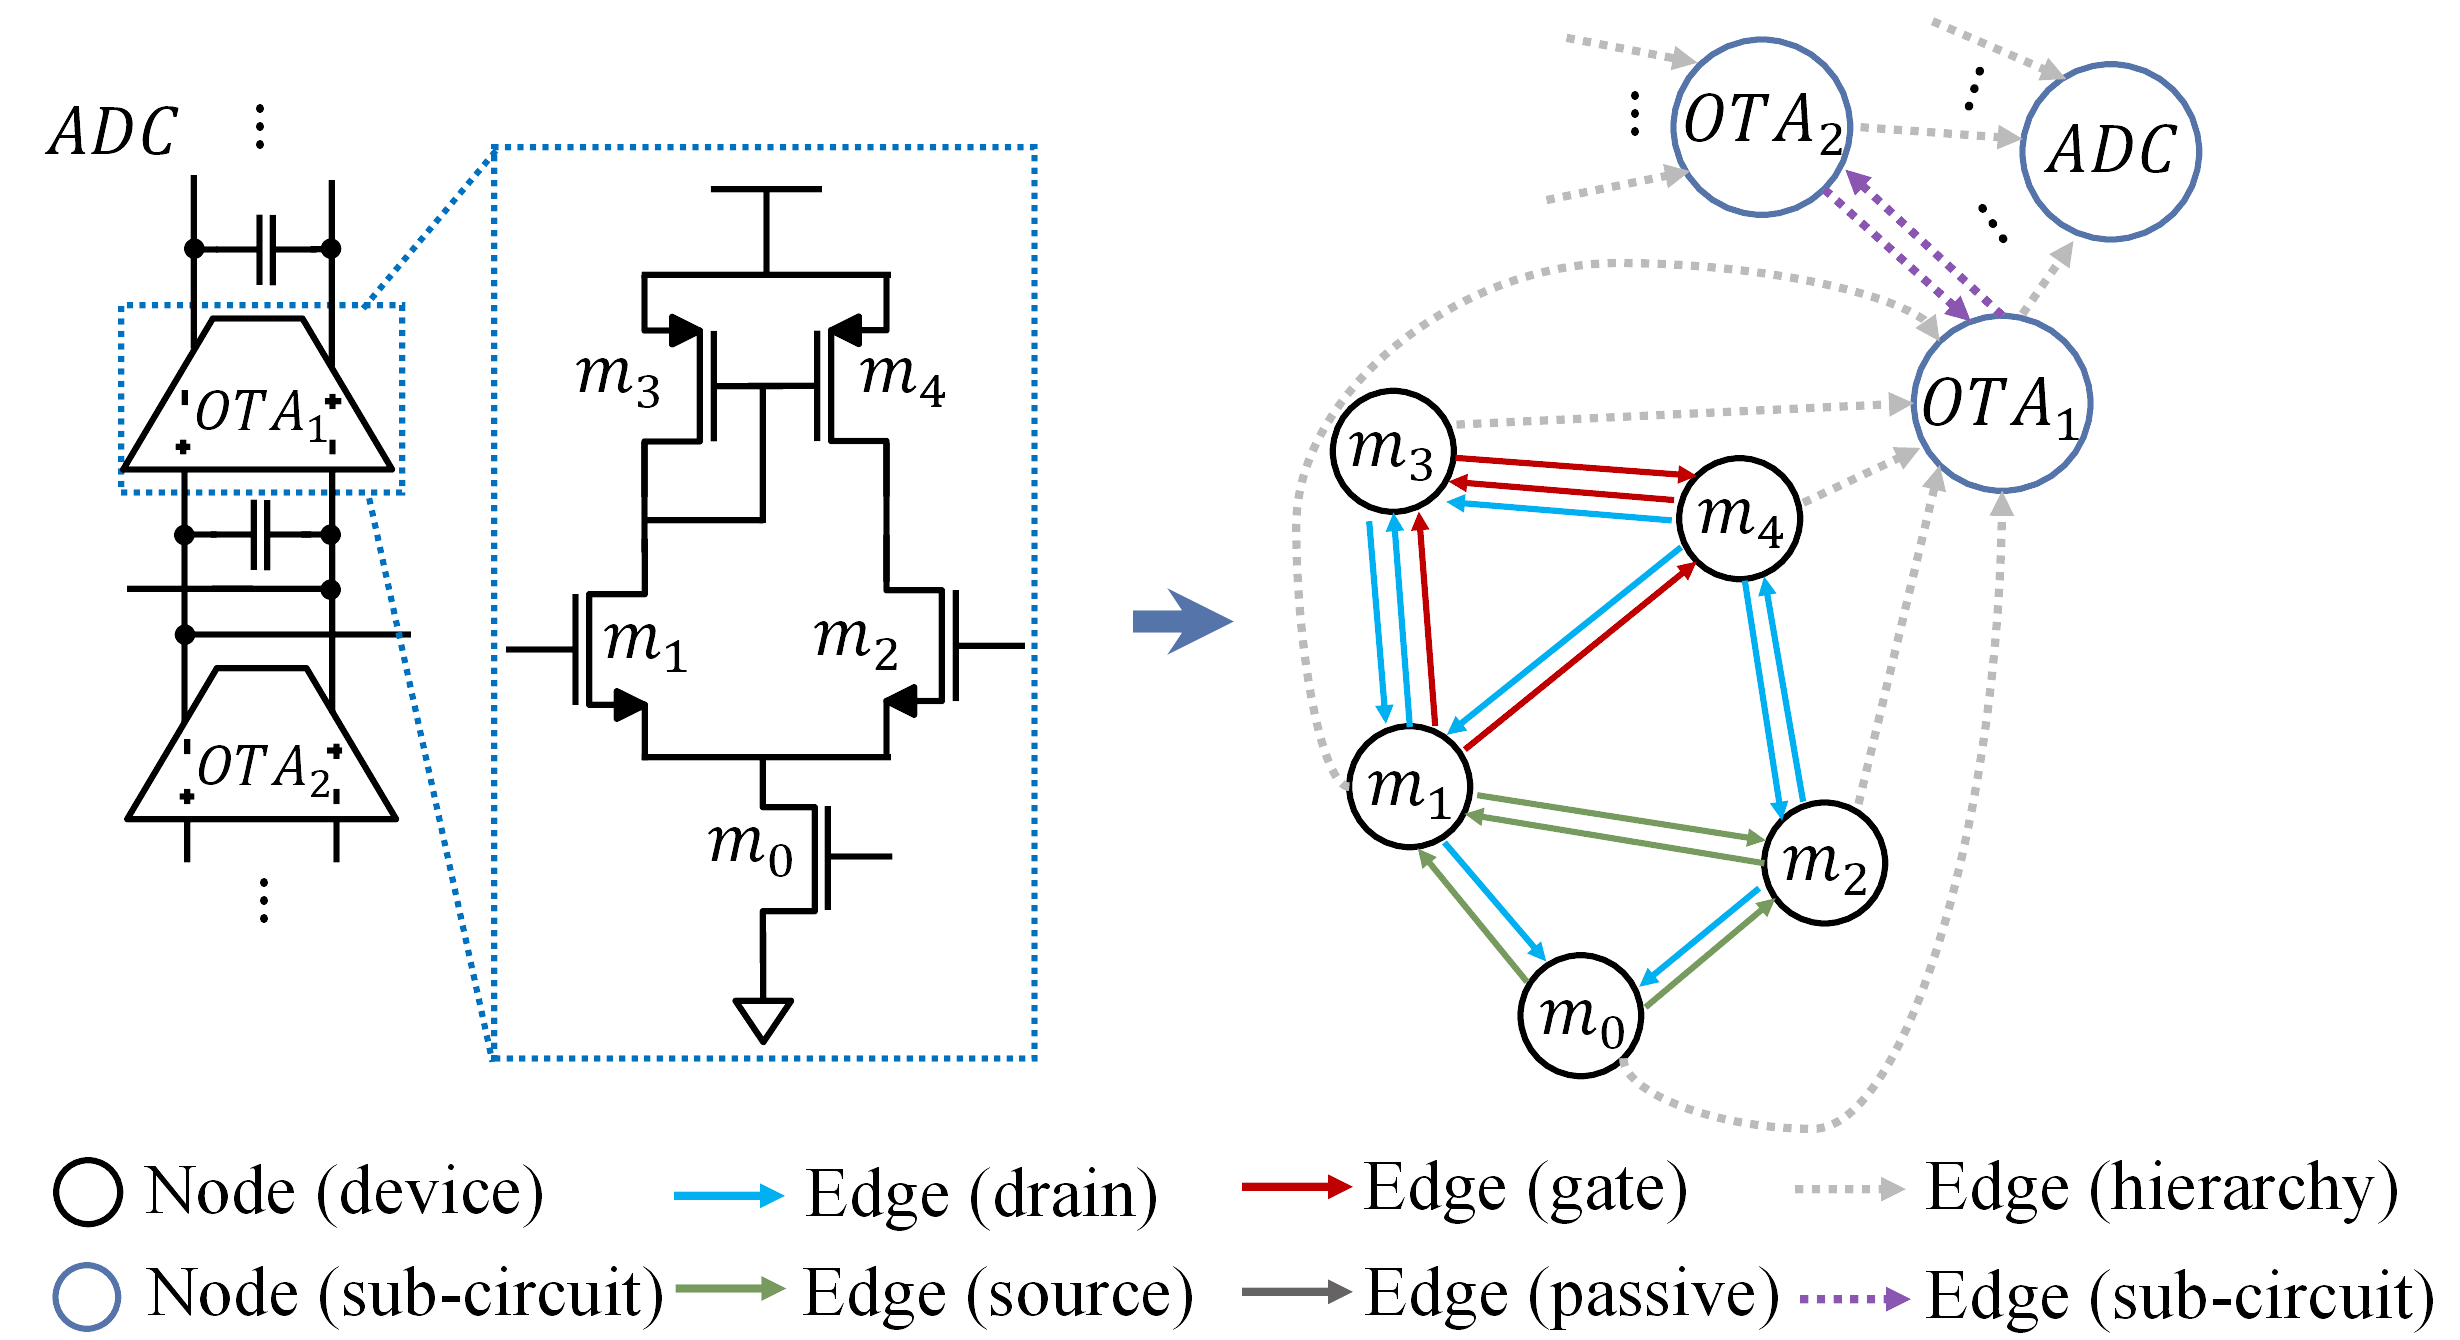 ADC
OTA₁
OTA₂
m₃
m₄
m₁
m₂
m₀
OTA₂
ADC
OTA₁
m₃
m₄
m₁
m₂
m₀
Node (device)
Edge (drain)
Edge (gate)
Edge (hierarchy)
Node (sub-circuit)
Edge (source)
Edge (passive)
Edge (sub-circuit)